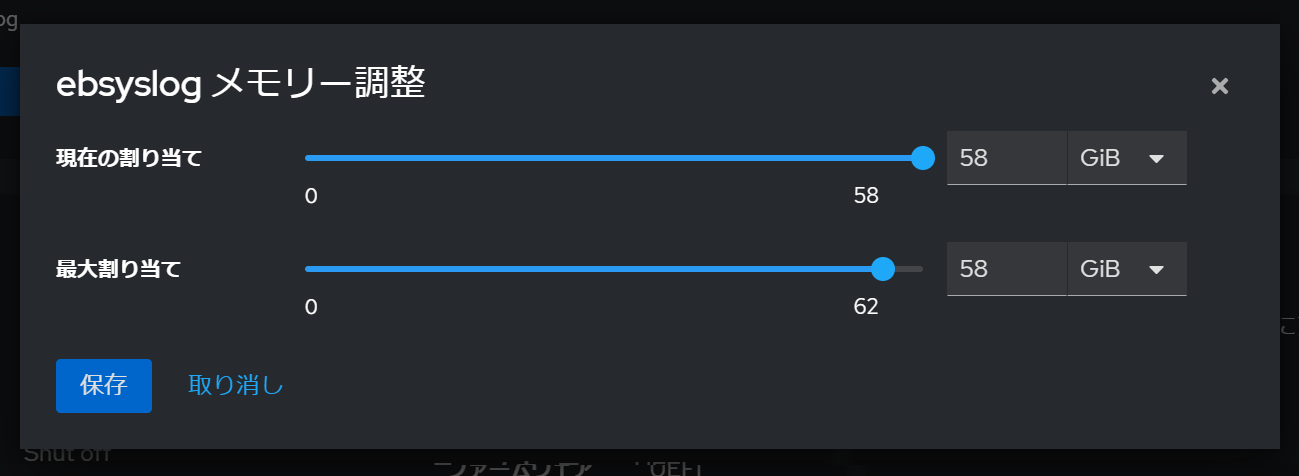 og
ebsyslog メモリー調整
現在の割り当て 58 GiB
0 58
最大割り当て 58 GiB
0 62
保存 取り消し
Shut off